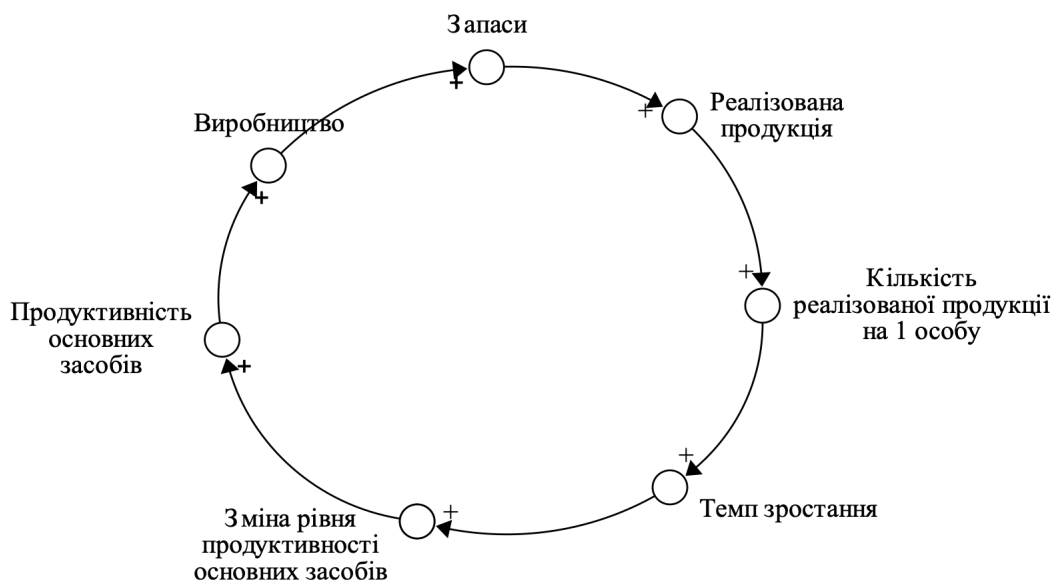 Запаси
+
+
Реалізована
продукція
Виробництво
+
+
Кількість
реалізованої продукції
на 1 особу
Продуктивність
основних
засобів
+
+
Темп зростання
+
Зміна рівня
продуктивності
основних засобів